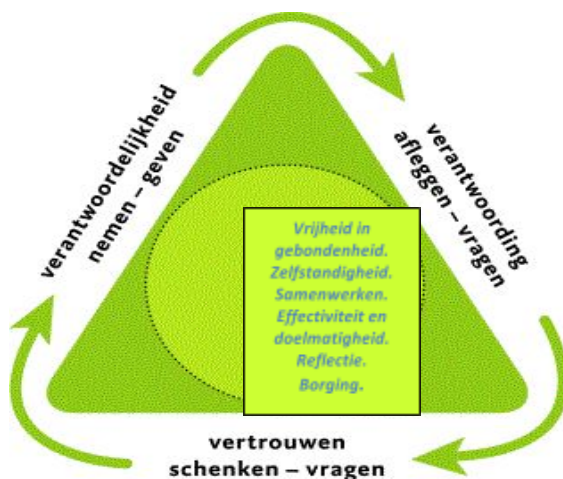 verantwoordelijkheid
nemen – geven
verantwoording
afleggen – vragen
Vrijheid in
gebondenheid.
Zelfstandigheid.
Samenwerken.
Effectiviteit en
doelmatigheid.
Reflectie.
Borging.
vertrouwen
schenken – vragen